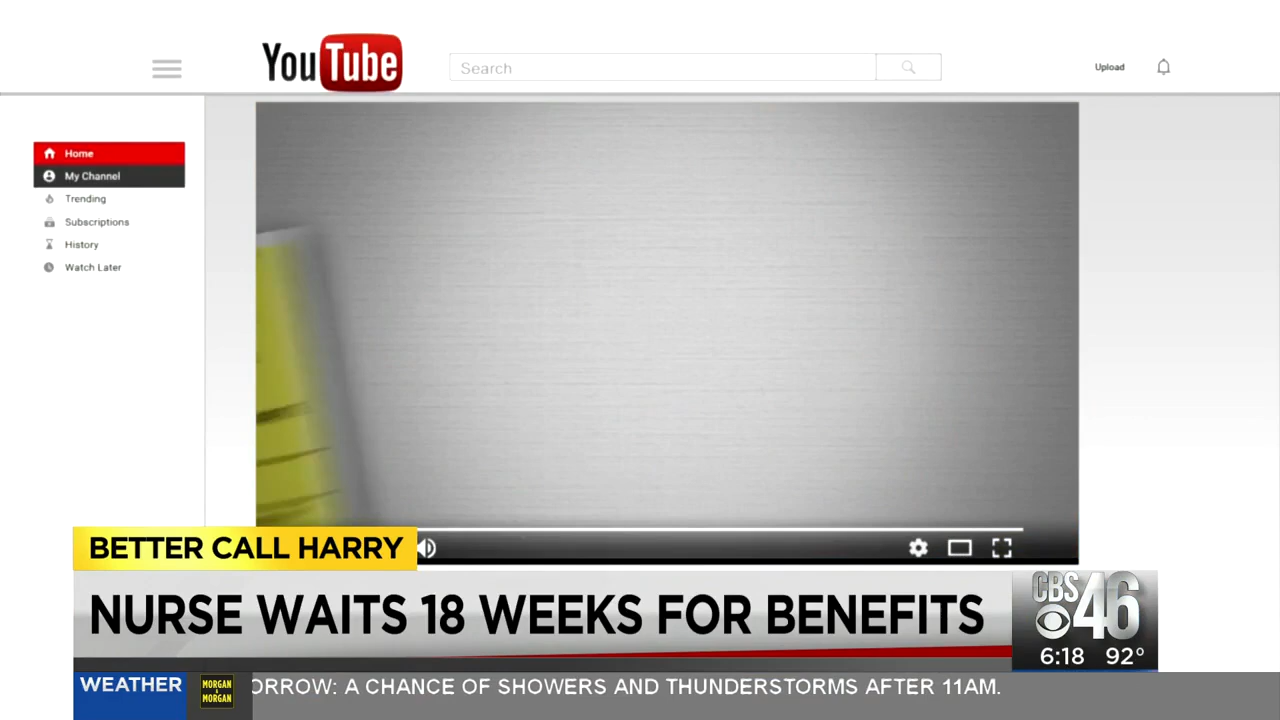 YouTube
Search
Upload
Home
My Channel
Trending
Subscriptions
History
Watch Later
BETTER CALL HARRY
NURSE WAITS 18 WEEKS FOR BENEFITS
CBS 46
6:18 92°
WEATHER
MORGAN & MORGAN
ORROW: A CHANCE OF SHOWERS AND THUNDERSTORMS AFTER 11AM.